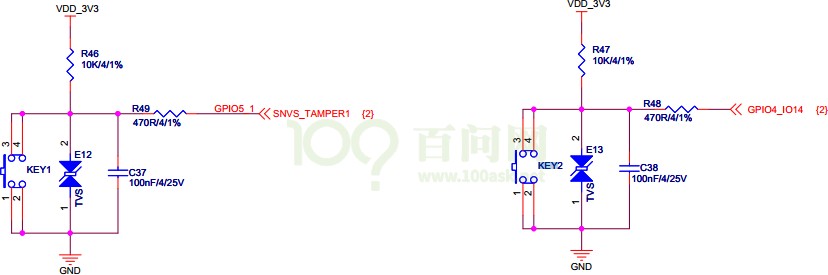 VDD_3V3
R46
10K/4/1%
R49
470R/4/1%
GPIO5_1
SNVS_TAMPER1 {2}
3
4
KEY1
1
2
2
E12
TVS
1
C37
100nF/4/25V
GND
VDD_3V3
R47
10K/4/1%
R48
470R/4/1%
GPIO4_IO14 {2}
3
4
KEY2
1
2
2
E13
TVS
1
C38
100nF/4/25V
GND
100?
百问网